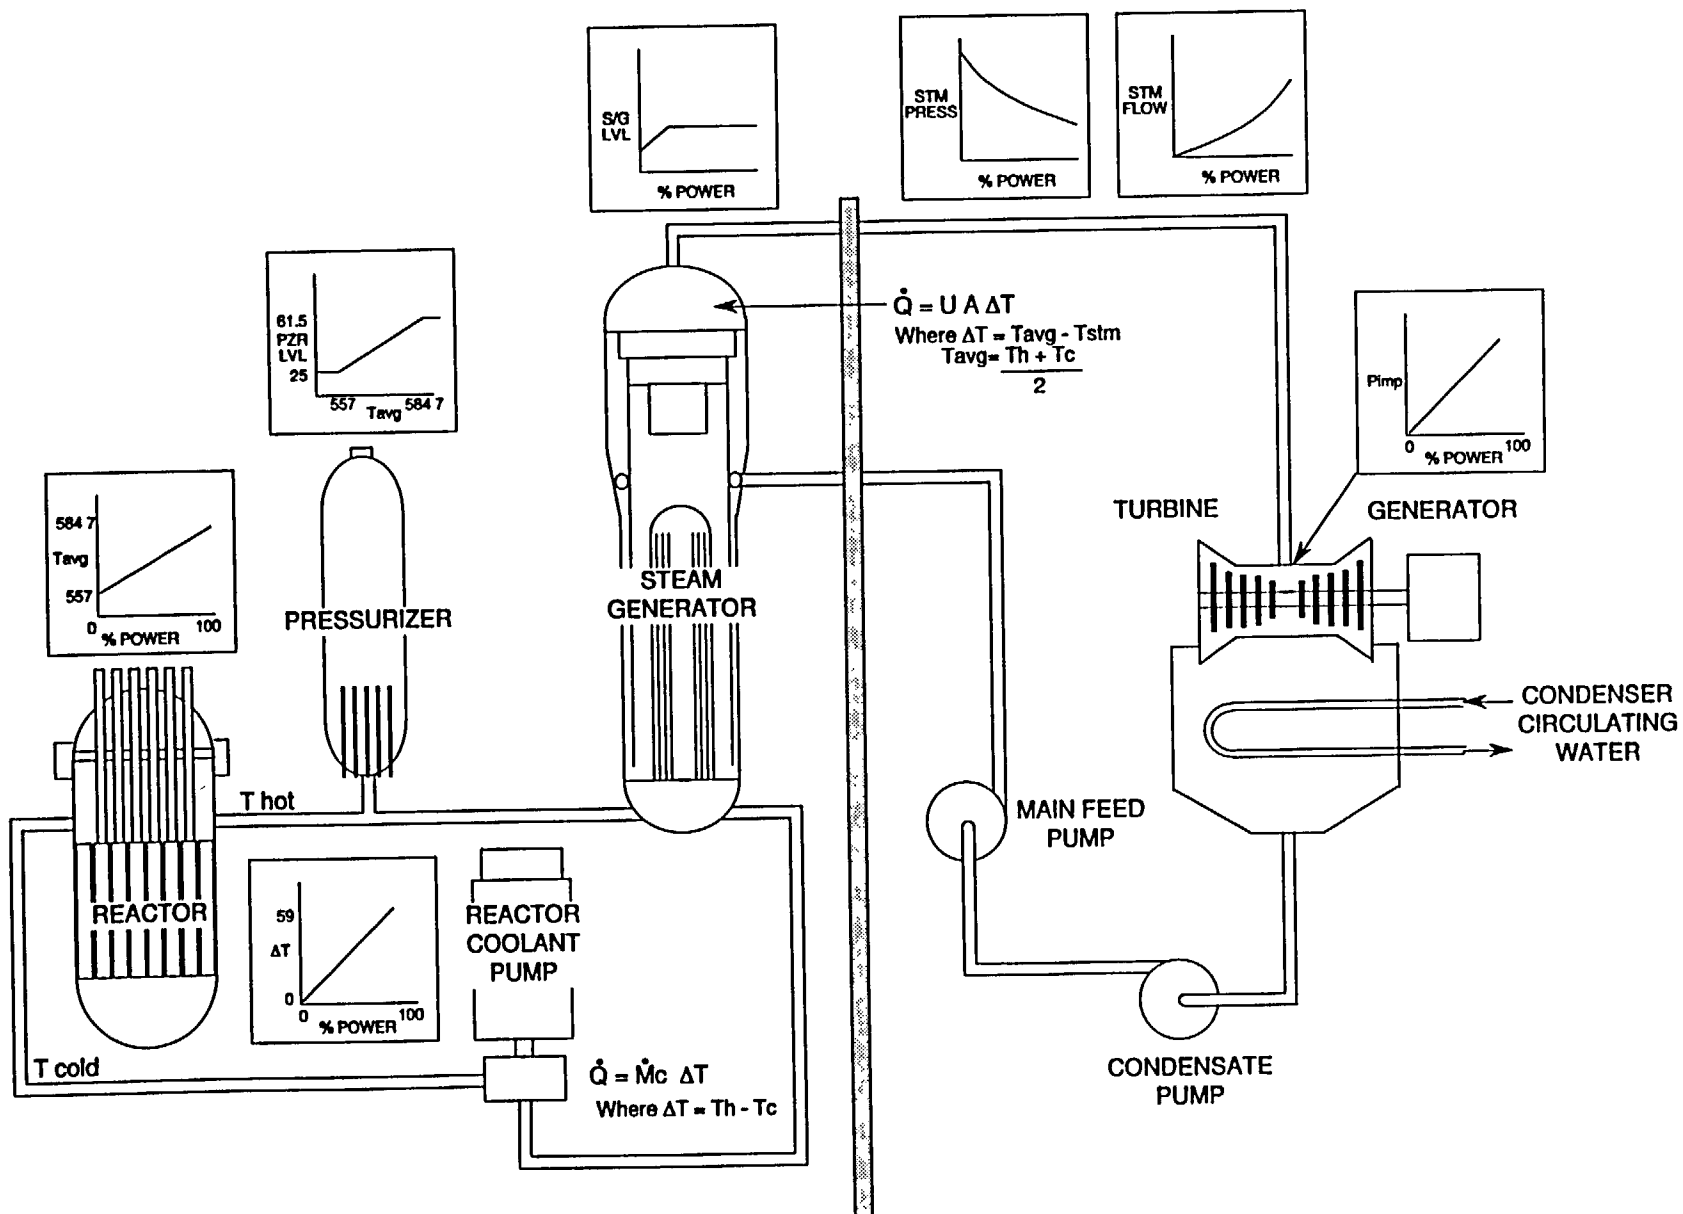 S/G
LVL
% POWER
STM
PRESS
% POWER
STM
FLOW
% POWER
61.5
PZR
LVL
25
557
Tavg
584 7
Q̇ = U A ΔT
Where ΔT = Tavg - Tstm
Tavg= Th + Tc
2
Pimp
0
100
% POWER
584 7
Tavg
557
0
% POWER
100
PRESSURIZER
STEAM
GENERATOR
TURBINE
GENERATOR
CONDENSER
CIRCULATING
WATER
T hot
MAIN FEED
PUMP
REACTOR
59
ΔT
0
0
% POWER
100
REACTOR
COOLANT
PUMP
T cold
Q̇ = Ṁc ΔT
Where ΔT = Th - Tc
CONDENSATE
PUMP